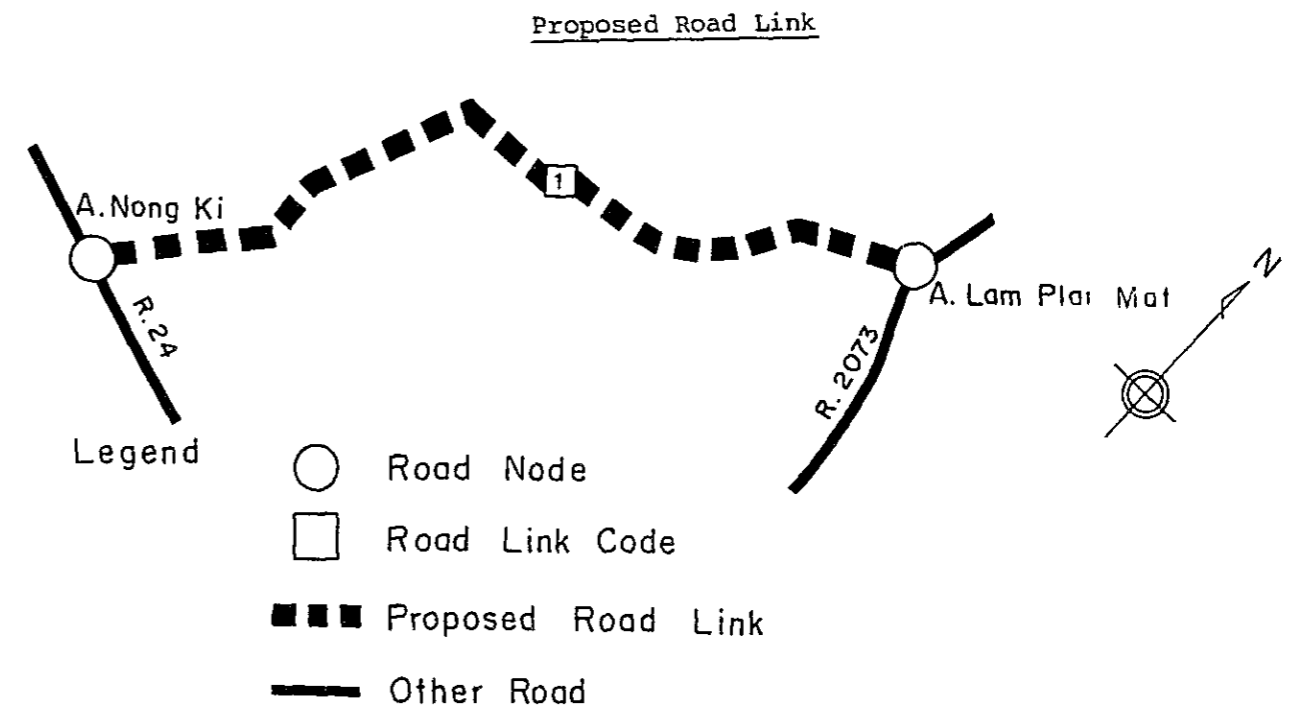 Proposed Road Link
N
A. Nong Ki
1
A. Lam Plai Mat
R. 24
R. 2073
Legend
Road Node
Road Link Code
Proposed Road Link
Other Road